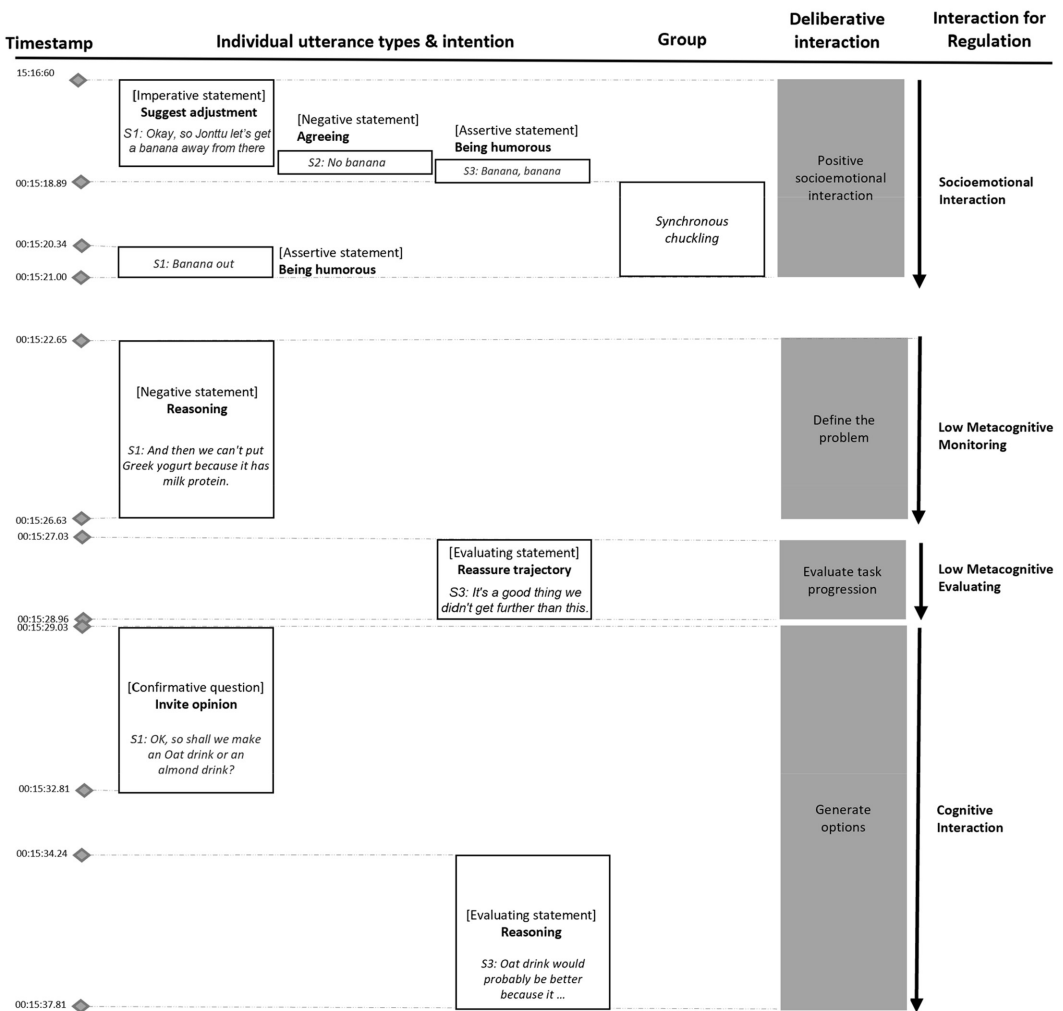 Timestamp
Individual utterance types & intention
Group
Deliberative
interaction
Interaction for
Regulation
15:16:60
[Imperative statement]
Suggest adjustment
S1: Okay, so Jonttu let's get
a banana away from there
[Negative statement]
Agreeing
S2: No banana
[Assertive statement]
Being humorous
S3: Banana, banana
Positive
socioemotional
interaction
Socioemotional
Interaction
00:15:18.89
Synchronous
chuckling
00:15:20.34
S1: Banana out
[Assertive statement]
Being humorous
00:15:21.00
00:15:22.65
[Negative statement]
Reasoning
S1: And then we can't put
Greek yogurt because it has
milk protein.
Define the
problem
Low Metacognitive
Monitoring
00:15:26.63
00:15:27.03
[Evaluating statement]
Reassure trajectory
S3: It's a good thing we
didn't get further than this.
Evaluate task
progression
Low Metacognitive
Evaluating
00:15:28.96
00:15:29.03
[Confirmative question]
Invite opinion
S1: OK, so shall we make
an Oat drink or an
almond drink?
00:15:32.81
Generate
options
Cognitive
Interaction
00:15:34.24
[Evaluating statement]
Reasoning
S3: Oat drink would
probably be better
because it ...
00:15:37.81